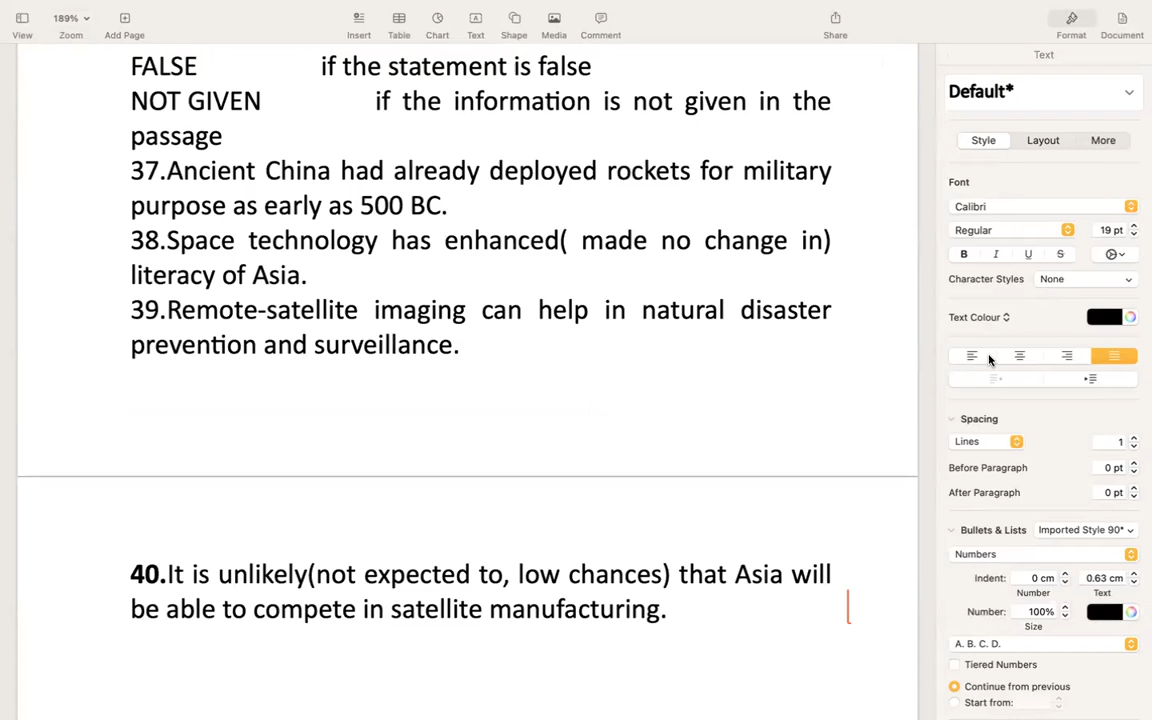 189%
View
Zoom
Add Page
Insert
Table
Chart
Text
Shape
Media
Comment
Share
Format
Document
FALSE if the statement is false
NOT GIVEN if the information is not given in the
passage
37.Ancient China had already deployed rockets for military
purpose as early as 500 BC.
38.Space technology has enhanced( made no change in)
literacy of Asia.
39.Remote-satellite imaging can help in natural disaster
prevention and surveillance.
40.It is unlikely(not expected to, low chances) that Asia will
be able to compete in satellite manufacturing.
Text
Default*
Style Layout More
Font
Calibri
Regular 19 pt
B I U S
Character Styles None
Text Colour
Spacing
Lines 1
Before Paragraph 0 pt
After Paragraph 0 pt
Bullets & Lists Imported Style 90*
Numbers
Indent: 0 cm 0.63 cm
Number Text
Number: 100%
Size
A. B. C. D.
Tiered Numbers
Continue from previous
Start from: